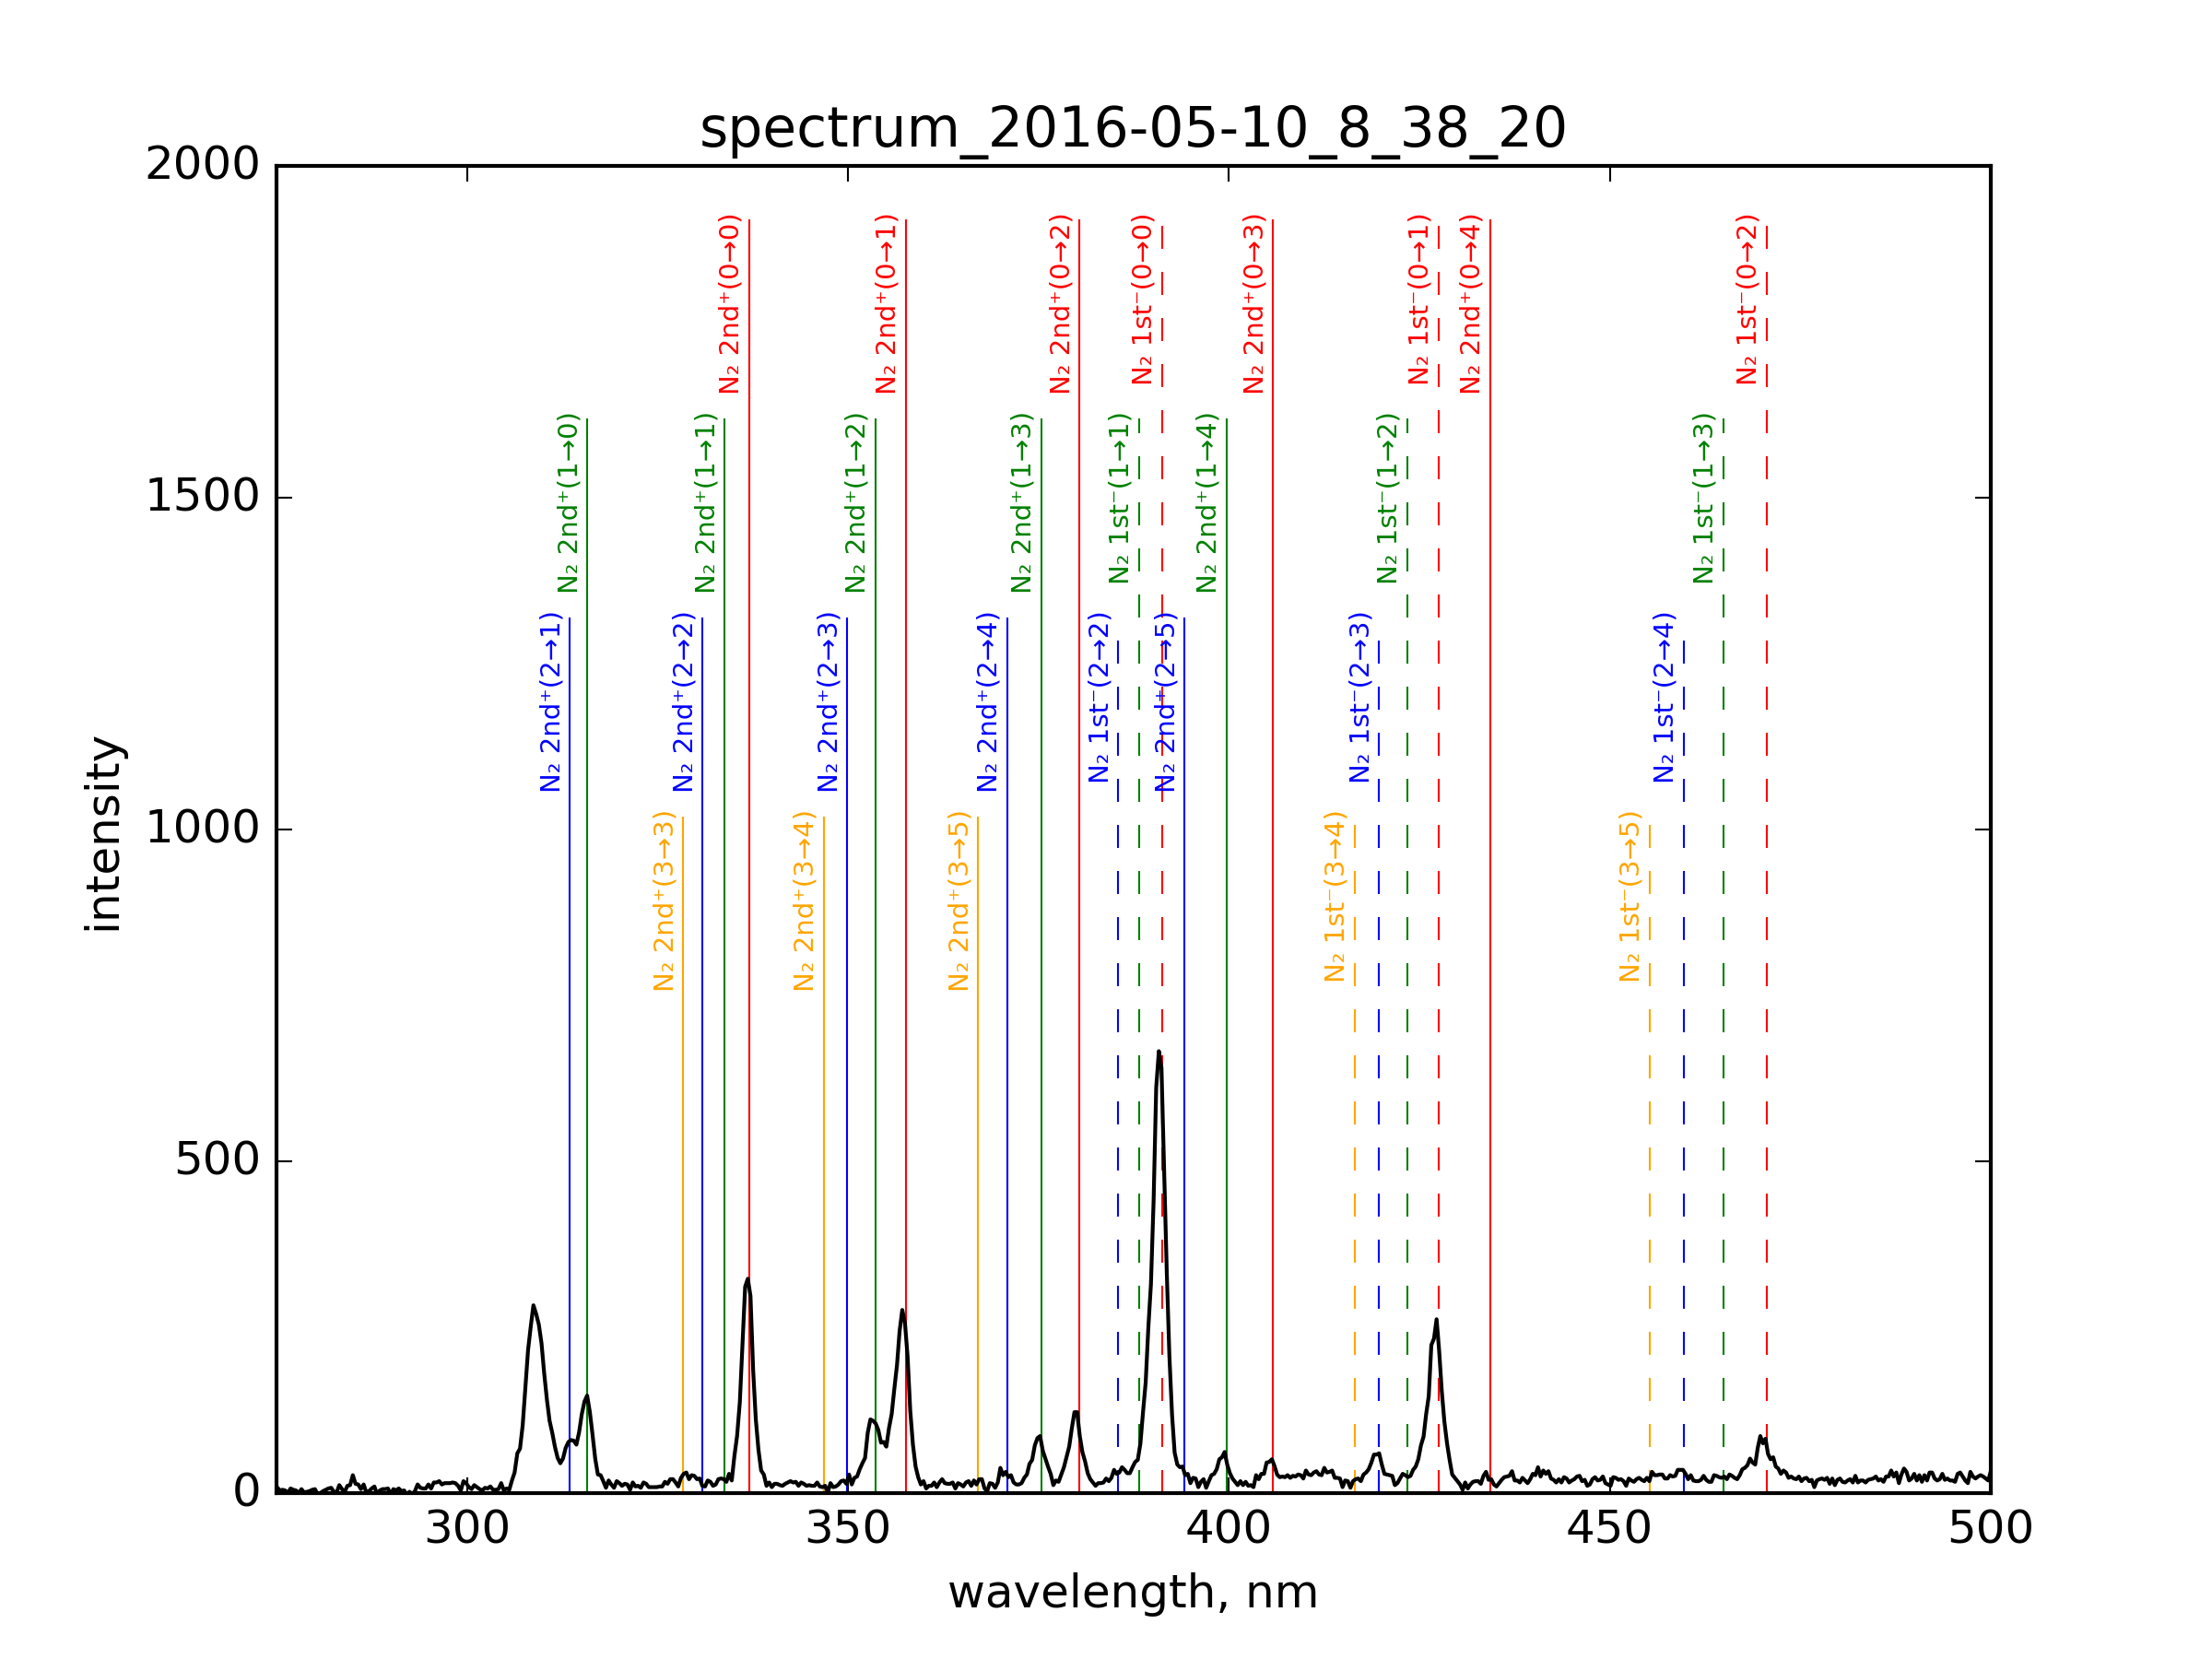 spectrum_2016-05-10_8_38_20
2000
1500
1000
500
0
intensity
N₂ 2nd⁺(0→0)
N₂ 2nd⁺(0→1)
N₂ 2nd⁺(0→2)
N₂ 1st⁻(0→0)
N₂ 2nd⁺(0→3)
N₂ 1st⁻(0→1)
N₂ 2nd⁺(0→4)
N₂ 1st⁻(0→2)
N₂ 2nd⁺(1→0)
N₂ 2nd⁺(1→1)
N₂ 2nd⁺(1→2)
N₂ 2nd⁺(1→3)
N₂ 1st⁻(1→1)
N₂ 2nd⁺(1→4)
N₂ 1st⁻(1→2)
N₂ 1st⁻(1→3)
N₂ 2nd⁺(2→1)
N₂ 2nd⁺(2→2)
N₂ 2nd⁺(2→3)
N₂ 2nd⁺(2→4)
N₂ 1st⁻(2→2)
N₂ 2nd⁺(2→5)
N₂ 1st⁻(2→3)
N₂ 1st⁻(2→4)
N₂ 2nd⁺(3→3)
N₂ 2nd⁺(3→4)
N₂ 2nd⁺(3→5)
N₂ 1st⁻(3→4)
N₂ 1st⁻(3→5)
300
350
400
450
500
wavelength, nm